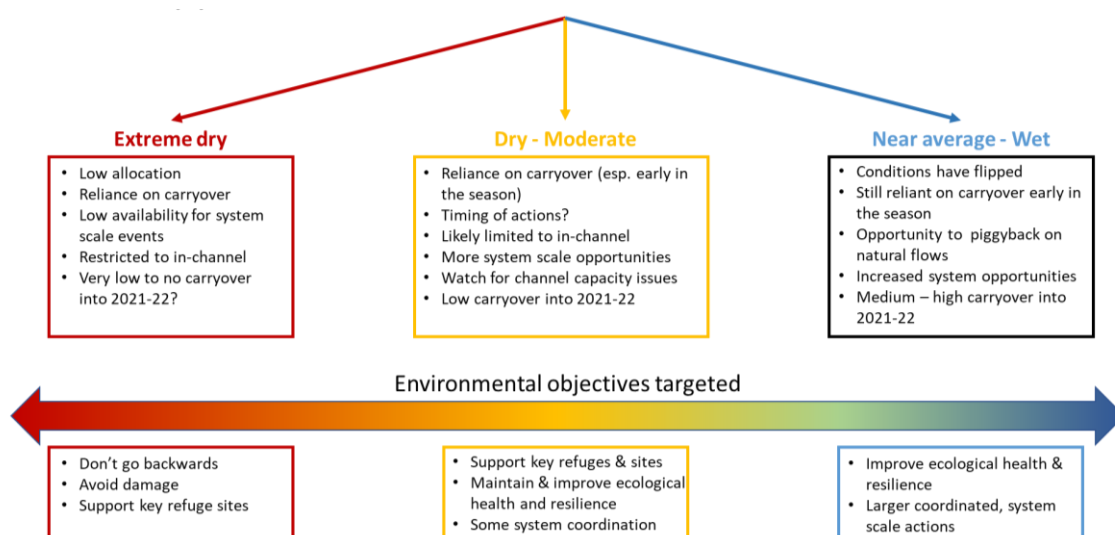 Extreme dry
• Low allocation
• Reliance on carryover
• Low availability for system
scale events
• Restricted to in-channel
• Very low to no carryover
into 2021-22?
Dry - Moderate
• Reliance on carryover (esp. early in
the season)
• Timing of actions?
• Likely limited to in-channel
• More system scale opportunities
• Watch for channel capacity issues
• Low carryover into 2021-22
Near average - Wet
• Conditions have flipped
• Still reliant on carryover early in
the season
• Opportunity to piggyback on
natural flows
• Increased system opportunities
• Medium – high carryover into
2021-22
Environmental objectives targeted
• Don't go backwards
• Avoid damage
• Support key refuge sites
• Support key refuges & sites
• Maintain & improve ecological
health and resilience
• Some system coordination
• Improve ecological health &
resilience
• Larger coordinated, system
scale actions